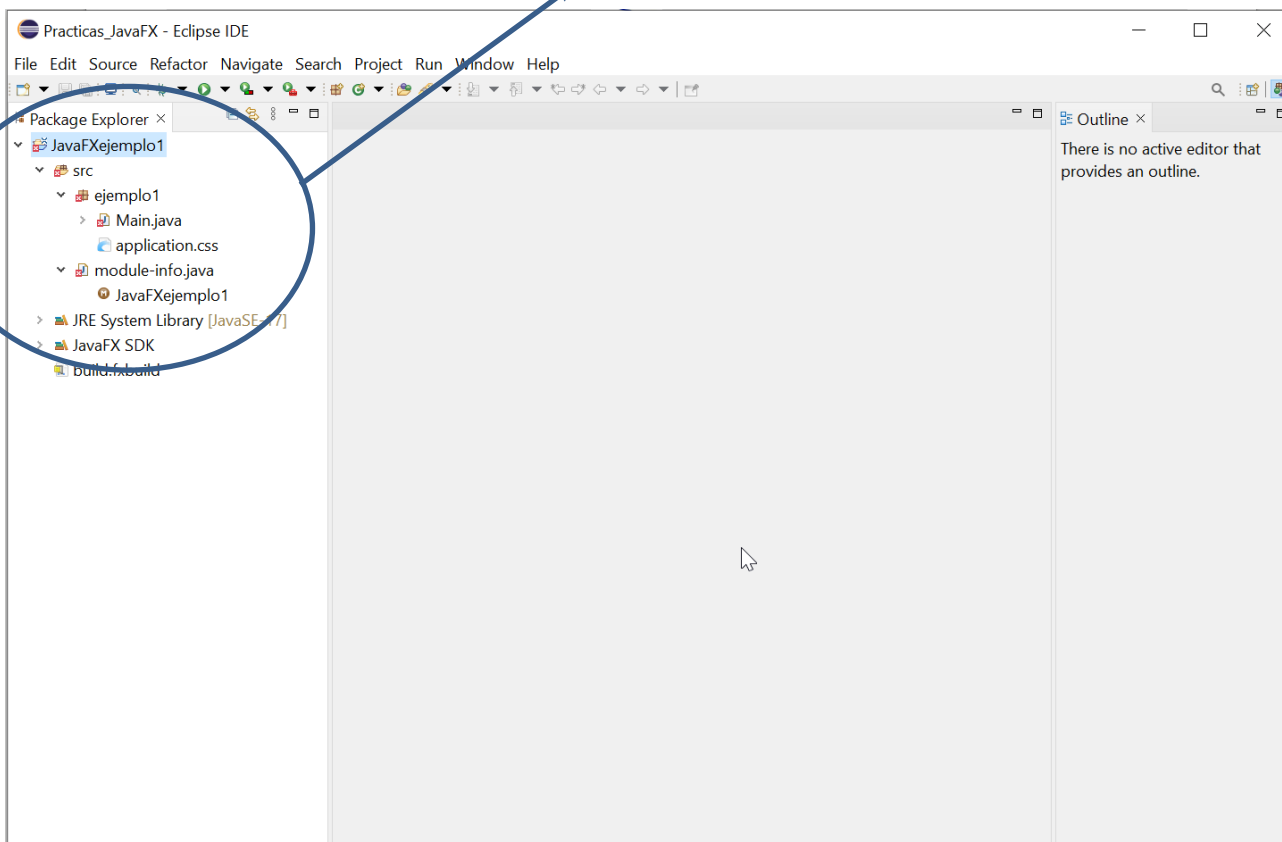 Practicas_JavaFX - Eclipse IDE
File Edit Source Refactor Navigate Search Project Run Window Help
Package Explorer
JavaFXejemplo1
src
ejemplo1
Main.java
application.css
module-info.java
JavaFXejemplo1
JRE System Library [JavaSE-17]
JavaFX SDK
build.fxbuild
Outline
There is no active editor that
provides an outline.